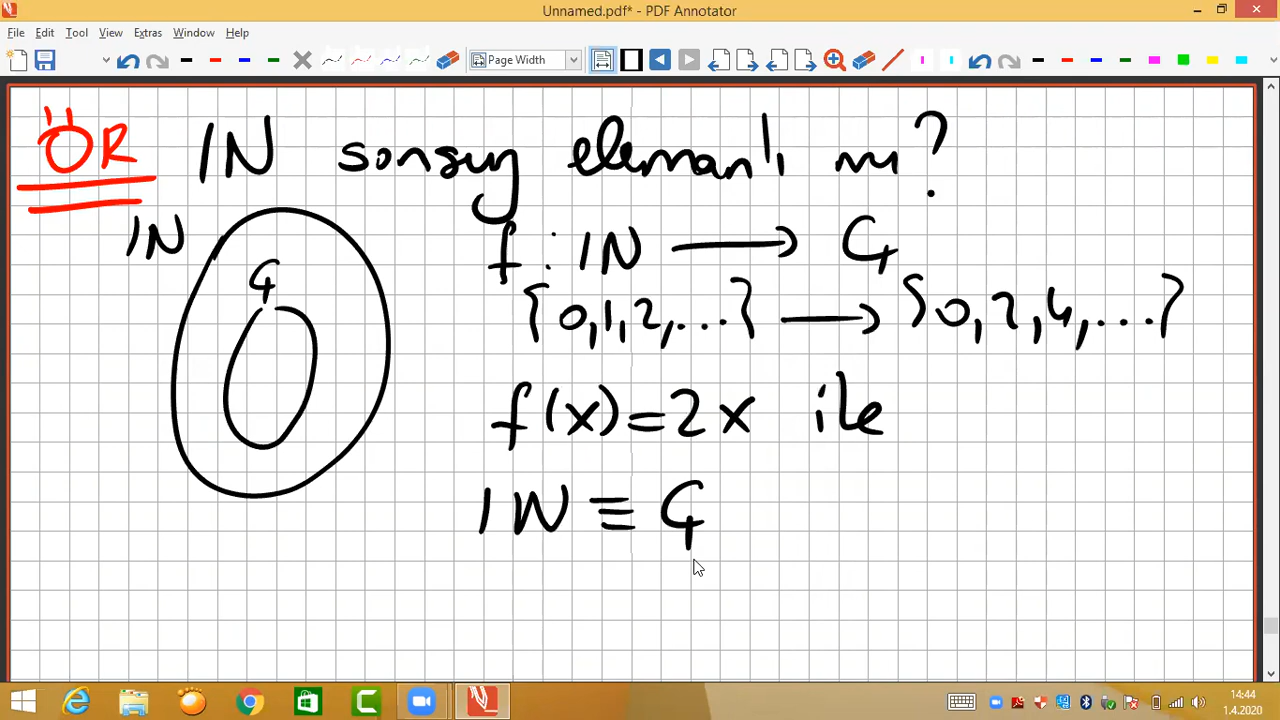 Unnamed.pdf* - PDF Annotator
File Edit Tool View Extras Window Help
Page Width
ÖR IN sonsuz elemanlı mı?
IN
Ç
f : IN → Ç
{0,1,2,...} → {0,2,4,...}
f(x)=2x ile
IN ≡ Ç
14:44
1.4.2020